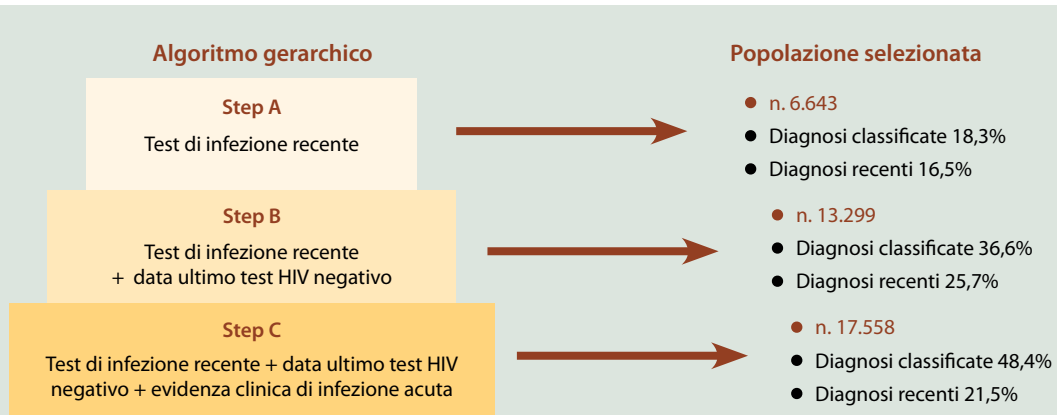 Algoritmo gerarchico
Popolazione selezionata
Step A
Test di infezione recente
● n. 6.643
● Diagnosi classificate 18,3%
● Diagnosi recenti 16,5%
Step B
Test di infezione recente
+ data ultimo test HIV negativo
● n. 13.299
● Diagnosi classificate 36,6%
● Diagnosi recenti 25,7%
Step C
Test di infezione recente + data ultimo test HIV
negativo + evidenza clinica di infezione acuta
● n. 17.558
● Diagnosi classificate 48,4%
● Diagnosi recenti 21,5%